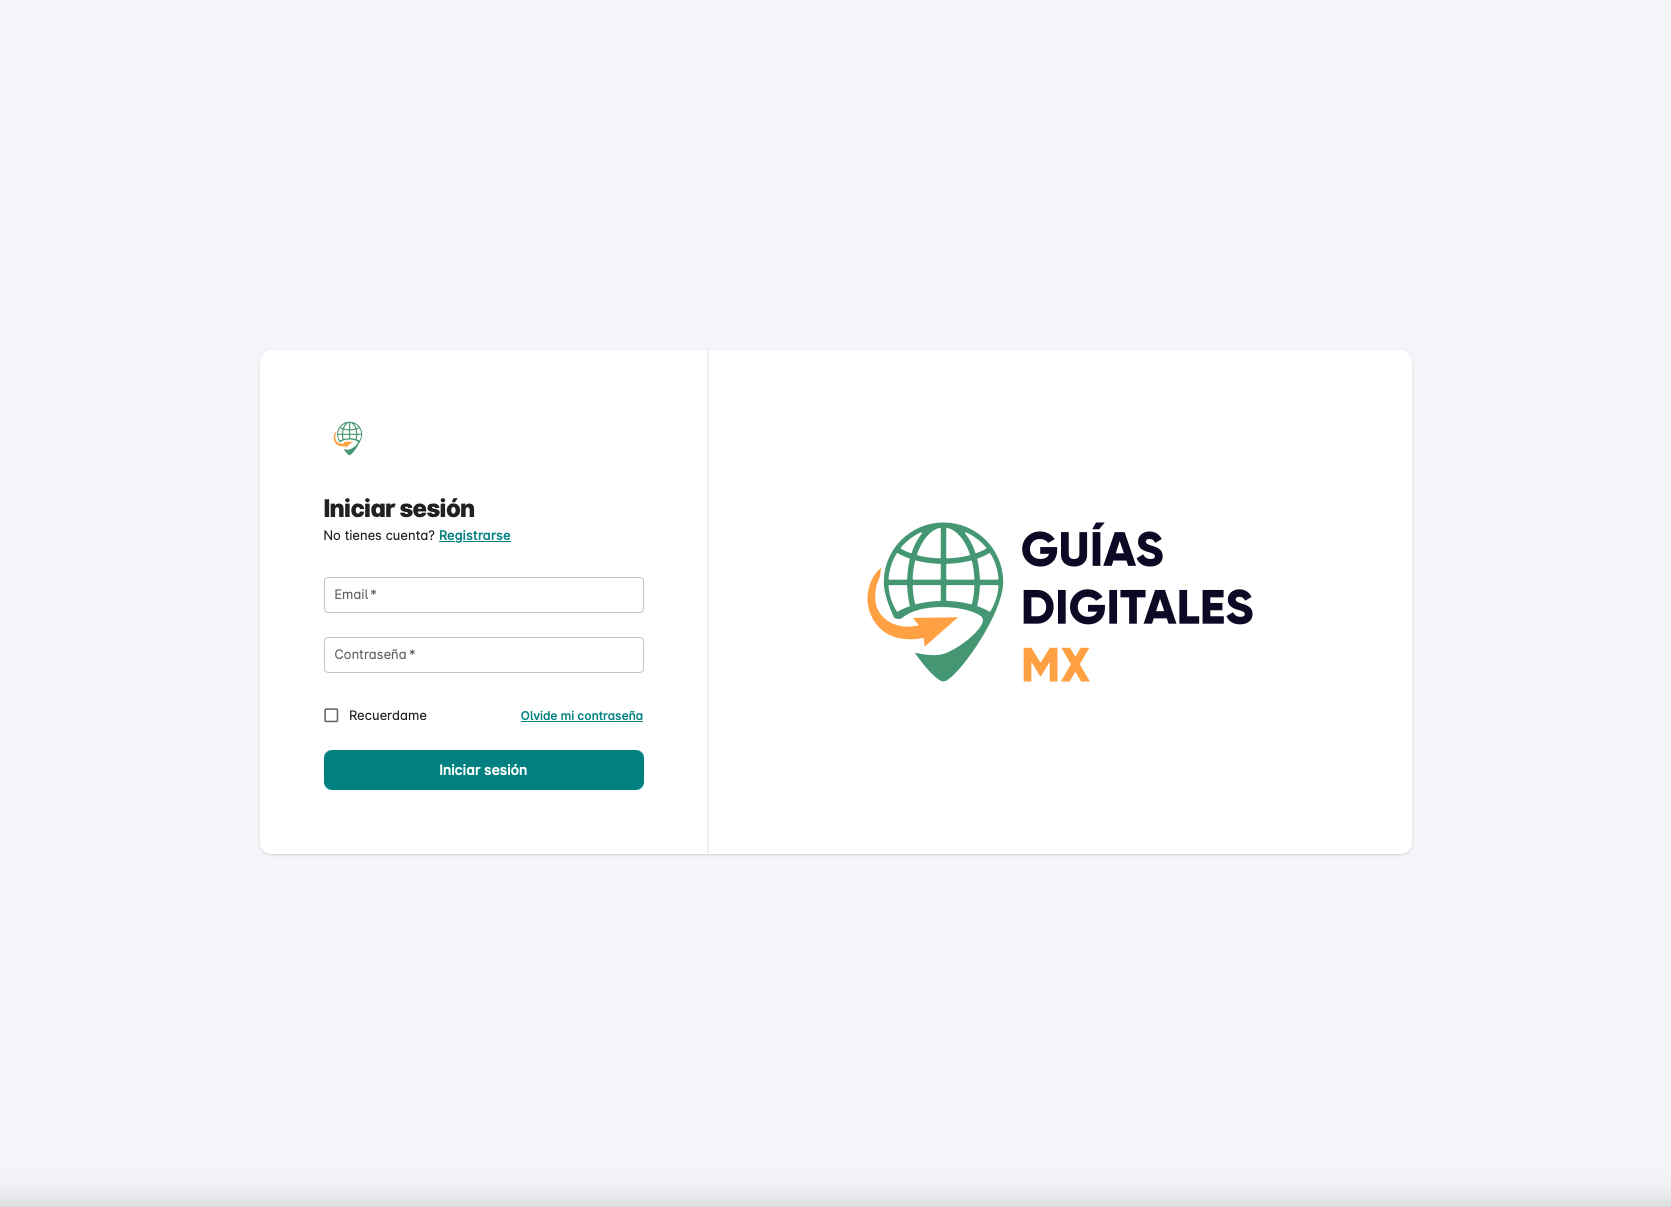 Iniciar sesión
No tienes cuenta? Registrarse
Email *
Contraseña *
Recuerdame
Olvide mi contraseña
Iniciar sesión
GUÍAS
DIGITALES
MX